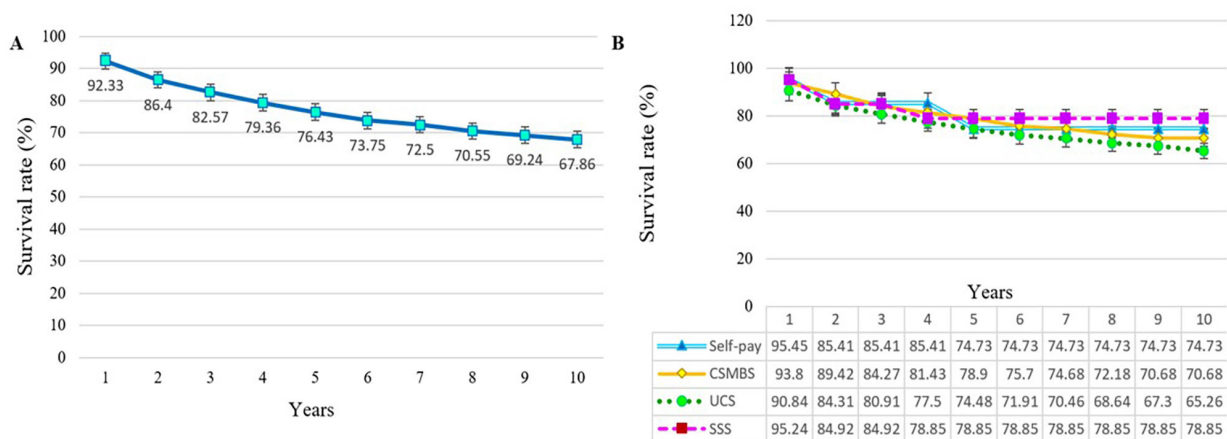 A
Survival rate (%)
100
90
80
70
60
50
40
30
20
10
0
92.33
86.4
82.57
79.36
76.43
73.75
72.5
70.55
69.24
67.86
1 2 3 4 5 6 7 8 9 10
Years
B
Survival rate (%)
120
100
80
60
40
20
0
Years
1 2 3 4 5 6 7 8 9 10
Self-pay 95.45 85.41 85.41 85.41 74.73 74.73 74.73 74.73 74.73 74.73
CSMBS 93.8 89.42 84.27 81.43 78.9 75.7 74.68 72.18 70.68 70.68
UCS 90.84 84.31 80.91 77.5 74.48 71.91 70.46 68.64 67.3 65.26
SSS 95.24 84.92 84.92 78.85 78.85 78.85 78.85 78.85 78.85 78.85